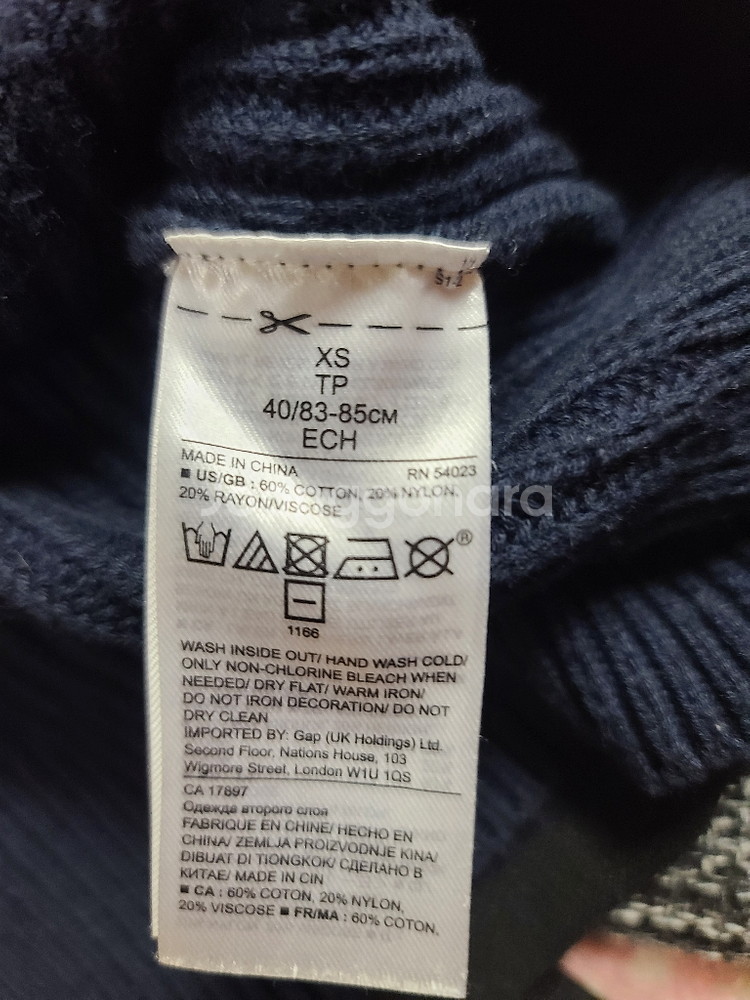 XS
TP
40/83-85CM
ECH
MADE IN CHINA RN 54023
■ US/GB : 60% COTTON, 20% NYLON,
20% RAYON/VISCOSE
®
1166
WASH INSIDE OUT/ HAND WASH COLD/
ONLY NON-CHLORINE BLEACH WHEN
NEEDED/ DRY FLAT/ WARM IRON/
DO NOT IRON DECORATION/ DO NOT
DRY CLEAN
IMPORTED BY: Gap (UK Holdings) Ltd.
Second Floor, Nations House, 103
Wigmore Street, London W1U 1QS
CA 17897
Одежда второго слоя
FABRIQUE EN CHINE/ HECHO EN
CHINA/ ZEMLJA PROIZVODNJE KINA/
DIBUAT DI TIONGKOK/ СДЕЛАНО В
КИТАЕ/ MADE IN CIN
■ CA : 60% COTON, 20% NYLON,
20% VISCOSE ■ FR/MA : 60% COTON,